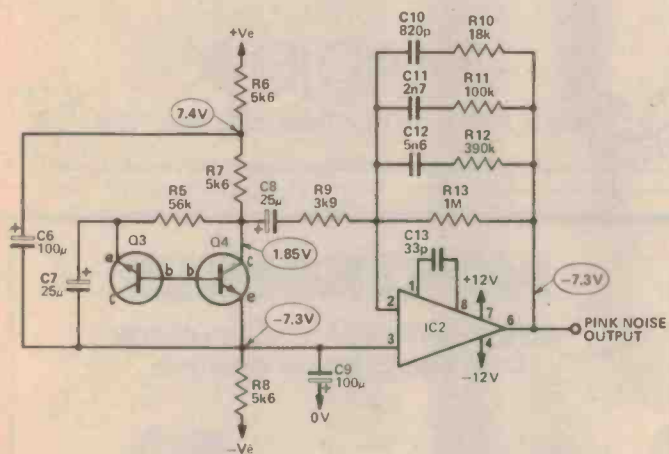 +Ve
R6
5k6
7.4V
R7
5k6
C8
25μ
R9
3k9
R5
56k
Q3
Q4
e
c
b
b
c
e
1.85V
C6
100μ
C7
25μ
-7.3V
R8
5k6
-Ve
C9
100μ
0V
C10
820p
R10
18k
C11
2n7
R11
100k
C12
5n6
R12
390k
R13
1M
C13
33p
1
8
+12V
7
2
IC2
6
3
4
-12V
-7.3V
PINK NOISE
OUTPUT